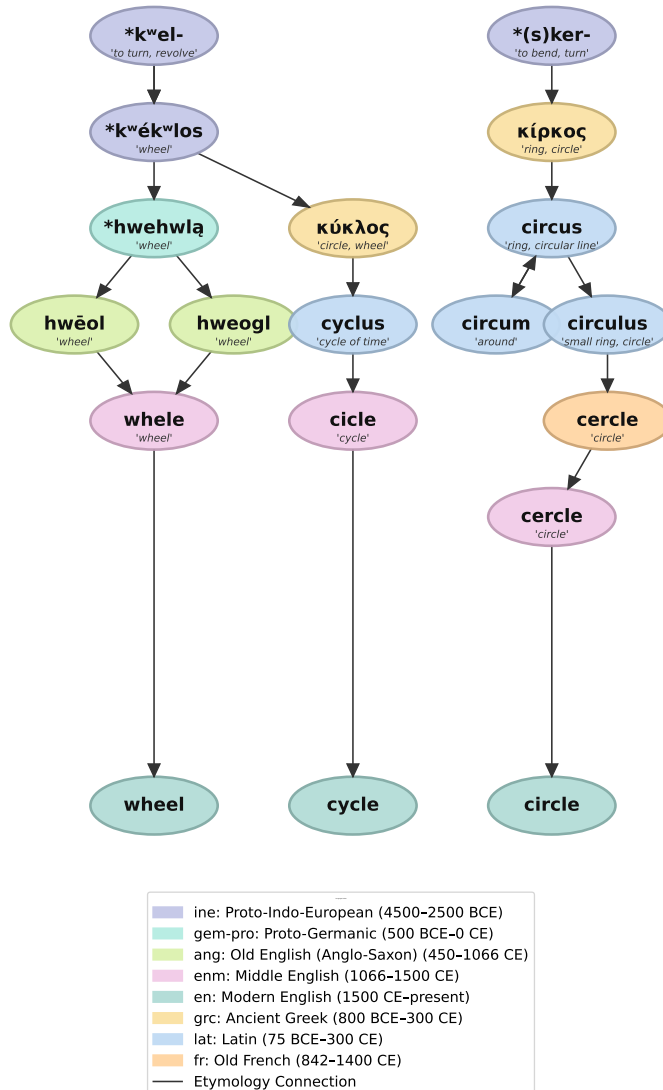 *kʷel-
'to turn, revolve'
*(s)ker-
'to bend, turn'
*kʷékʷlos
'wheel'
κίρκος
'ring, circle'
*hwehwlą
'wheel'
κύκλος
'circle, wheel'
circus
'ring, circular line'
hwēol
'wheel'
hweogl
'wheel'
cyclus
'cycle of time'
circum
'around'
circulus
'small ring, circle'
whele
'wheel'
cicle
'cycle'
cercle
'circle'
cercle
'circle'
wheel
cycle
circle
ine: Proto-Indo-European (4500–2500 BCE)
gem-pro: Proto-Germanic (500 BCE–0 CE)
ang: Old English (Anglo-Saxon) (450–1066 CE)
enm: Middle English (1066–1500 CE)
en: Modern English (1500 CE–present)
grc: Ancient Greek (800 BCE–300 CE)
lat: Latin (75 BCE–300 CE)
fr: Old French (842–1400 CE)
Etymology Connection